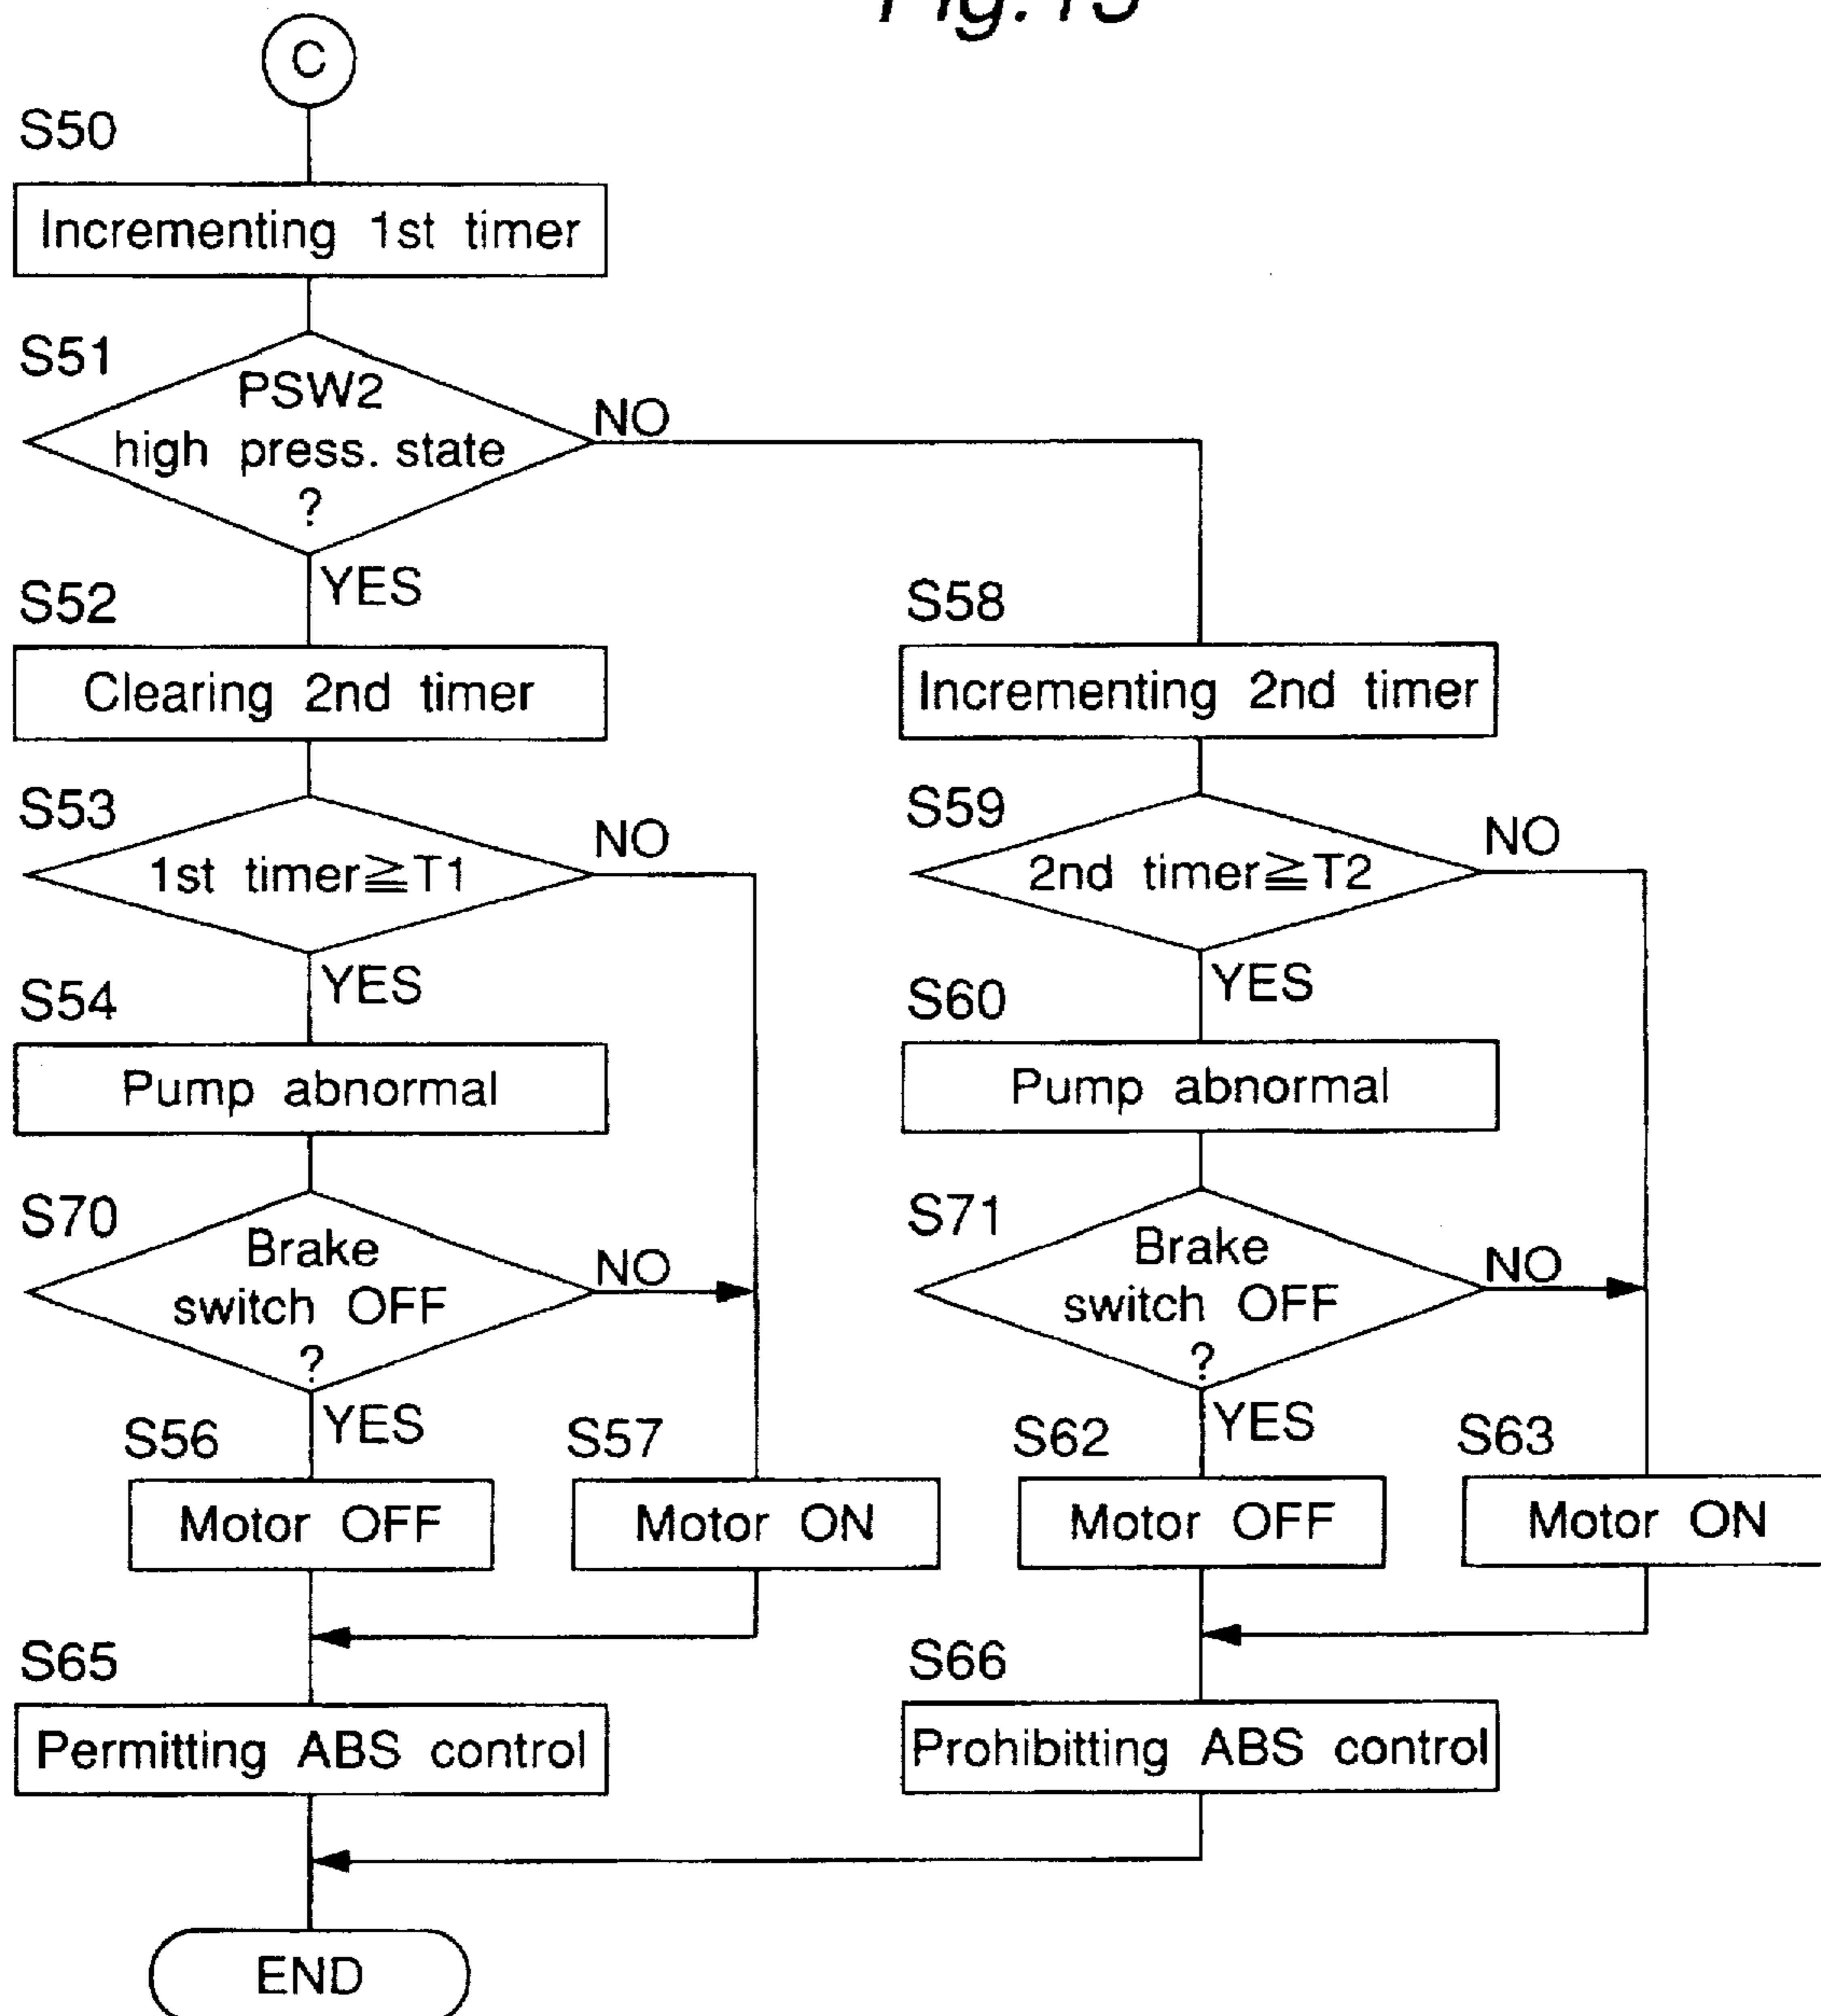 Fig. 15
C
S50
Incrementing 1st timer
S51
PSW2
high press. state
?
NO
YES
S52
Clearing 2nd timer
S58
Incrementing 2nd timer
S53
1st timer≧T1
NO
YES
S59
2nd timer≧T2
NO
YES
S54
Pump abnormal
S60
Pump abnormal
S70
Brake
switch OFF
?
NO
YES
S71
Brake
switch OFF
?
NO
YES
S56
Motor OFF
S57
Motor ON
S62
Motor OFF
S63
Motor ON
S65
Permitting ABS control
S66
Prohibitting ABS control
END